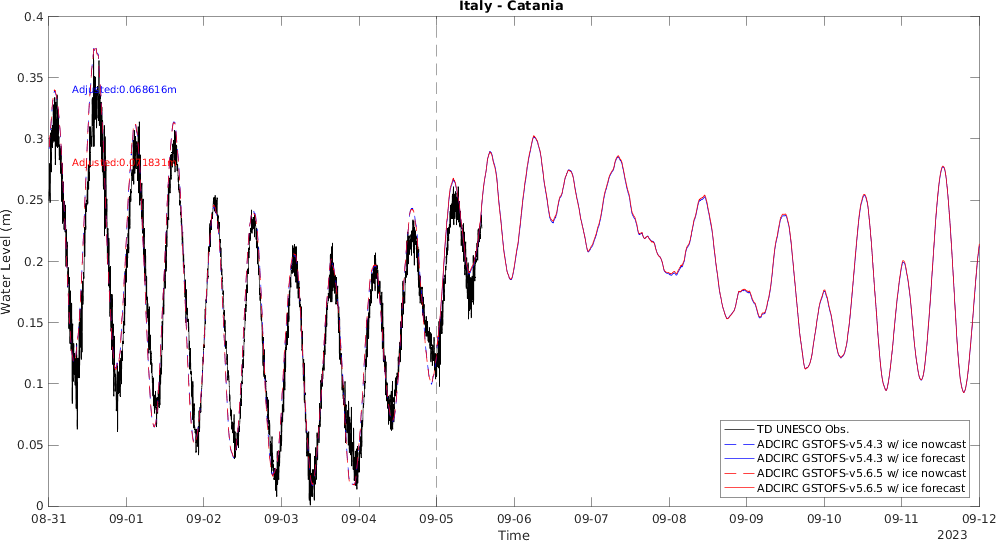 Italy - Catania
0.4
0.35
0.3
0.25
0.2
0.15
0.1
0.05
0
Water Level (m)
Adjusted:0.068616m
08-31
09-01
09-02
09-03
09-04
09-05
09-06
09-07
09-08
09-09
09-10
09-11
09-12
Time
2023
TD UNESCO Obs.
ADCIRC GSTOFS-v5.4.3 w/ ice nowcast
ADCIRC GSTOFS-v5.4.3 w/ ice forecast
ADCIRC GSTOFS-v5.6.5 w/ ice nowcast
ADCIRC GSTOFS-v5.6.5 w/ ice forecast